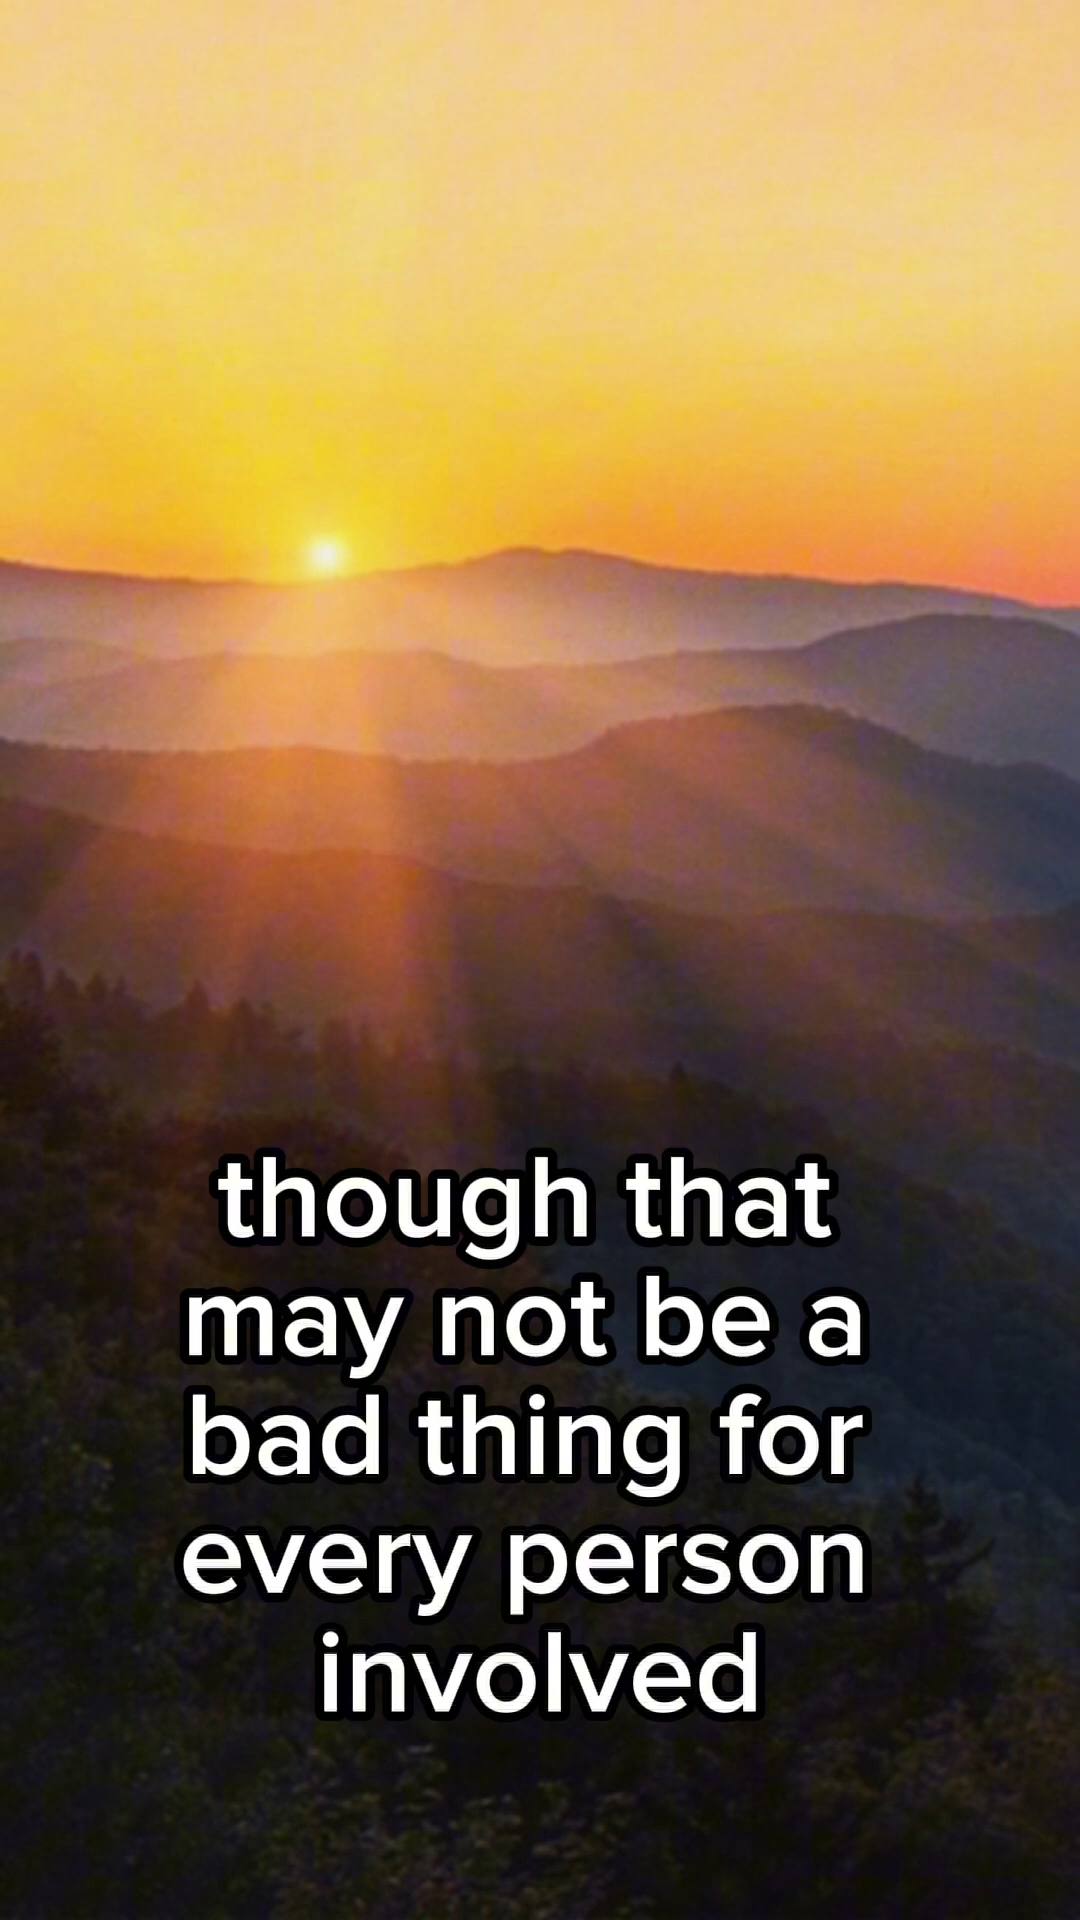 though that
may not be a
bad thing for
every person
involved